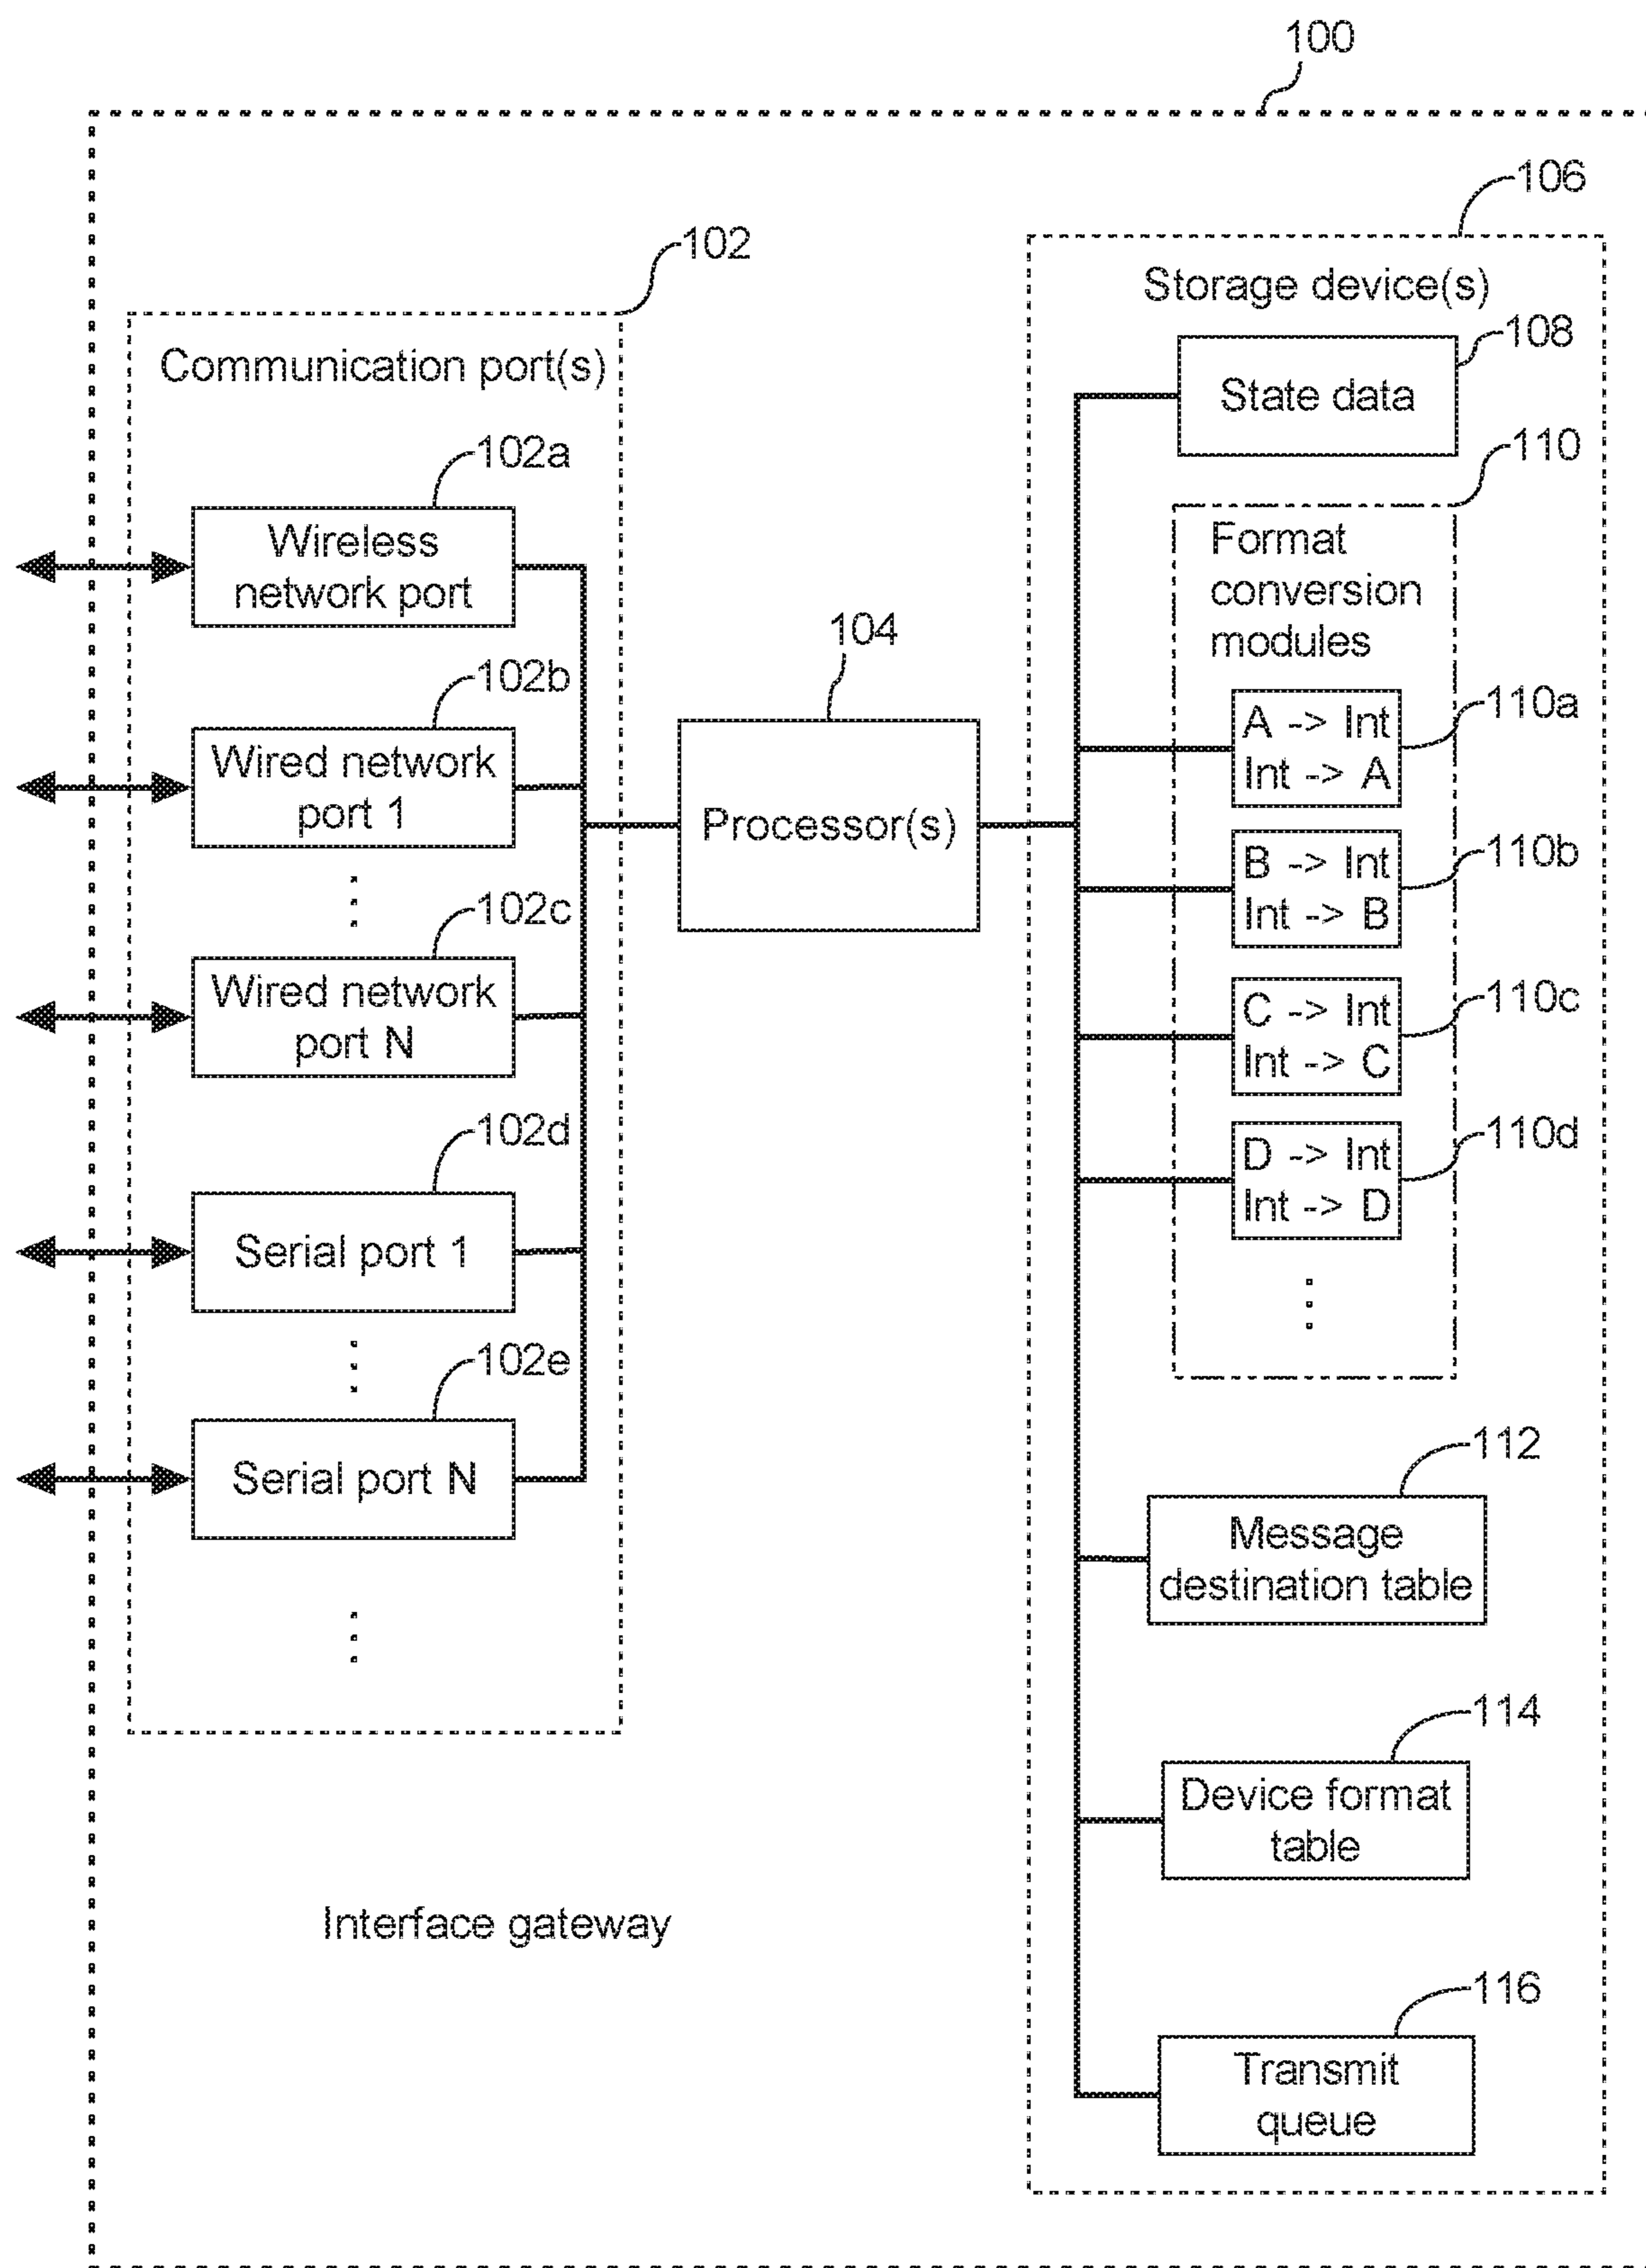 100
106
102
Storage device(s)
108
Communication port(s)
State data
102a
110
Wireless
network port
Format
conversion
modules
104
102b
110a
A -> Int
Int -> A
Wired network
port 1
Processor(s)
110b
B -> Int
Int -> B
102c
Wired network
port N
110c
C -> Int
Int -> C
102d
110d
D -> Int
Int -> D
Serial port 1
102e
Serial port N
112
Message
destination table
114
Device format
table
Interface gateway
116
Transmit
queue